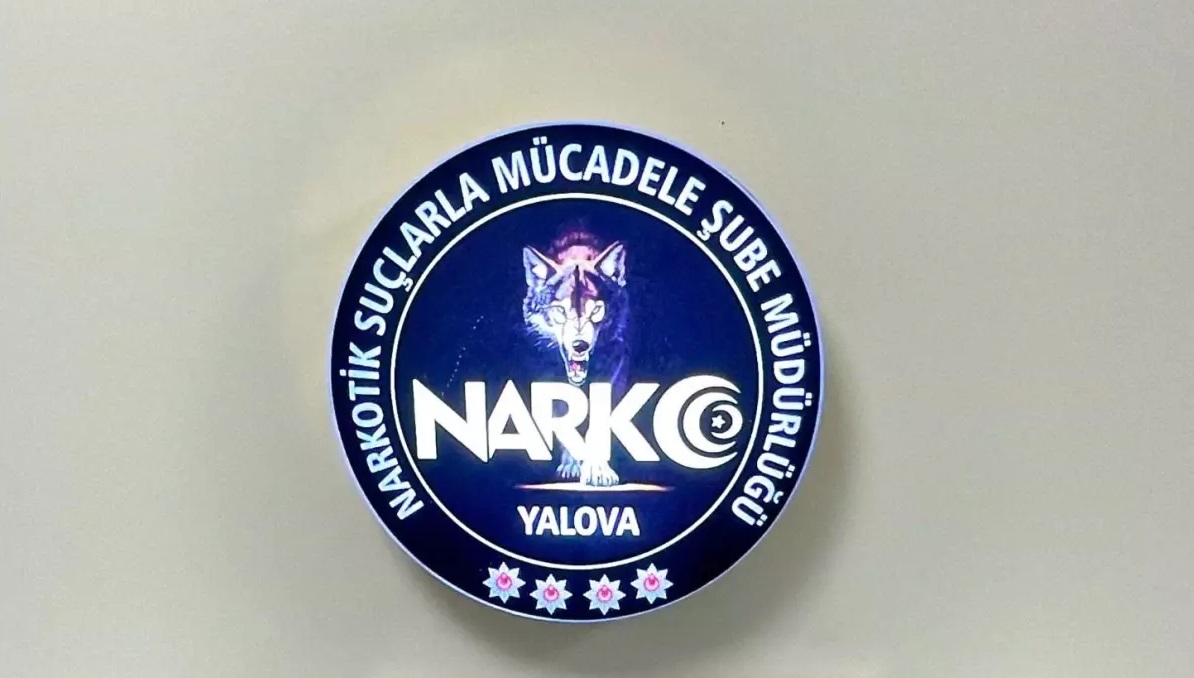 NARKOTİK SUÇLARLA MÜCADELE ŞUBE MÜDÜRLÜĞÜ
NARKO
YALOVA